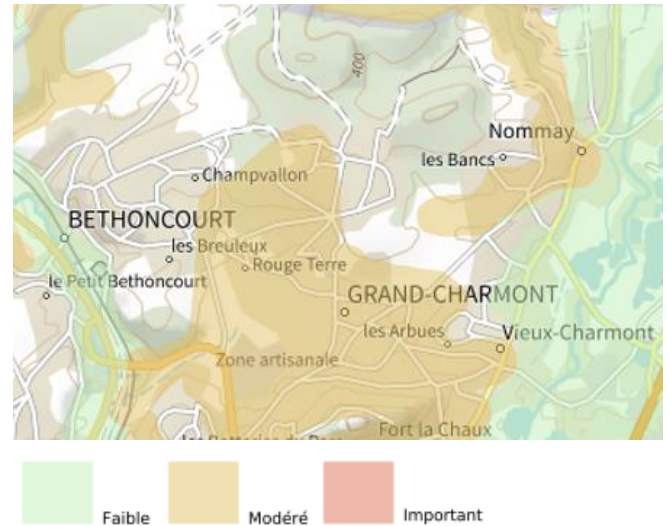 400
Nommay
les Bancs
Champvallon
BETHONCOURT
les Breuleux
Rouge Terre
le Petit Bethoncourt
GRAND-CHARMONT
les Arbues
Vieux-Charmont
Zone artisanale
Fort la Chaux
Faible
Modéré
Important